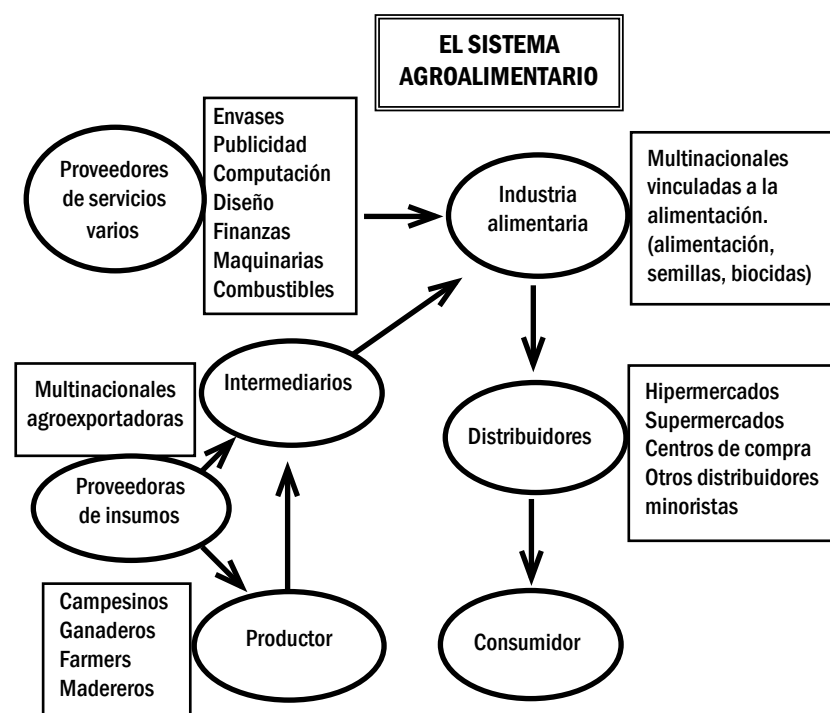 EL SISTEMA
AGROALIMENTARIO
Proveedores
de servicios
varios
Envases
Publicidad
Computación
Diseño
Finanzas
Maquinarias
Combustibles
Industria
alimentaria
Multinacionales
vinculadas a la
alimentación.
(alimentación,
semillas, biocidas)
Multinacionales
agroexportadoras
Intermediarios
Distribuidores
Hipermercados
Supermercados
Centros de compra
Otros distribuidores
minoristas
Proveedoras
de insumos
Campesinos
Ganaderos
Farmers
Madereros
Productor
Consumidor